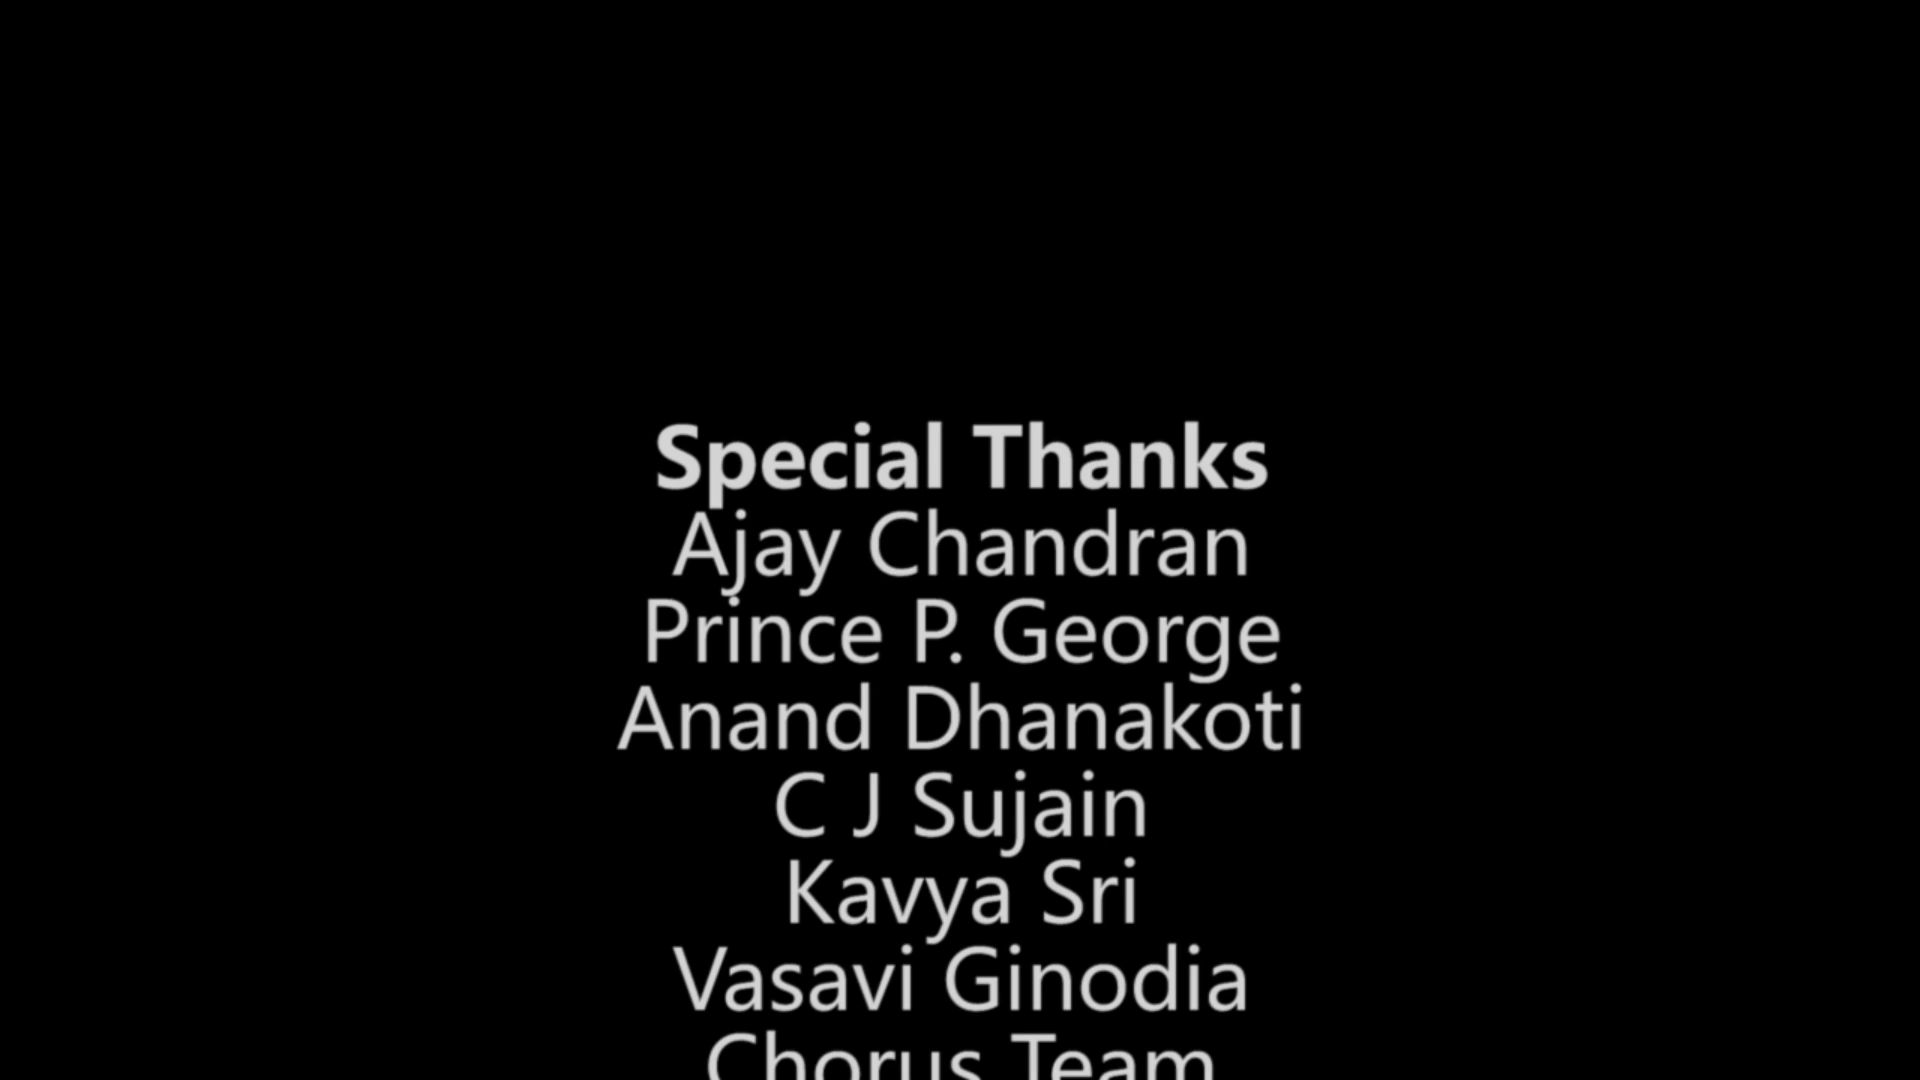 Special Thanks
Ajay Chandran
Prince P. George
Anand Dhanakoti
C J Sujain
Kavya Sri
Vasavi Ginodia
Chorus Team